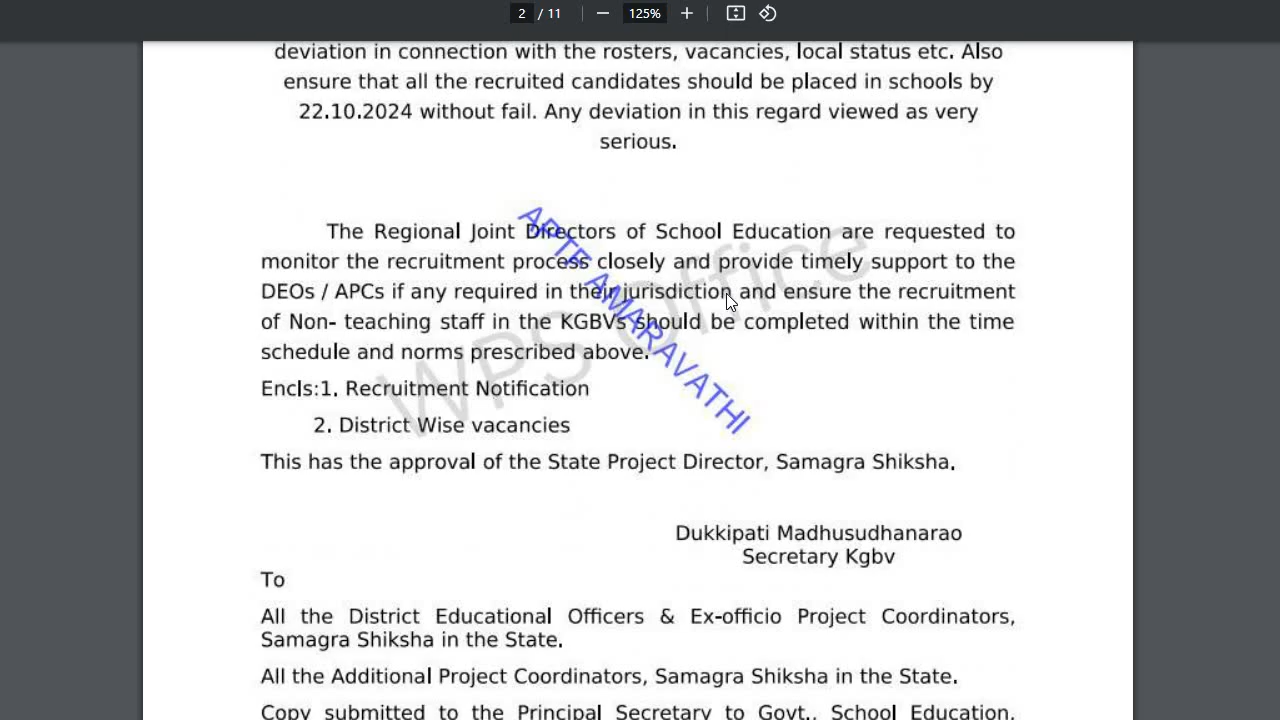 2 / 11
125%
deviation in connection with the rosters, vacancies, local status etc. Also
ensure that all the recruited candidates should be placed in schools by
22.10.2024 without fail. Any deviation in this regard viewed as very
serious.
The Regional Joint Directors of School Education are requested to
monitor the recruitment process closely and provide timely support to the
DEOs / APCs if any required in their jurisdiction and ensure the recruitment
of Non- teaching staff in the KGBVs should be completed within the time
schedule and norms prescribed above.
WPS Office
APTF AMARAVATHI
Encls:1. Recruitment Notification
2. District Wise vacancies
This has the approval of the State Project Director, Samagra Shiksha.
Dukkipati Madhusudhanarao
Secretary Kgbv
To
All the District Educational Officers & Ex-officio Project Coordinators,
Samagra Shiksha in the State.
All the Additional Project Coordinators, Samagra Shiksha in the State.
Copy submitted to the Principal Secretary to Govt., School Education,